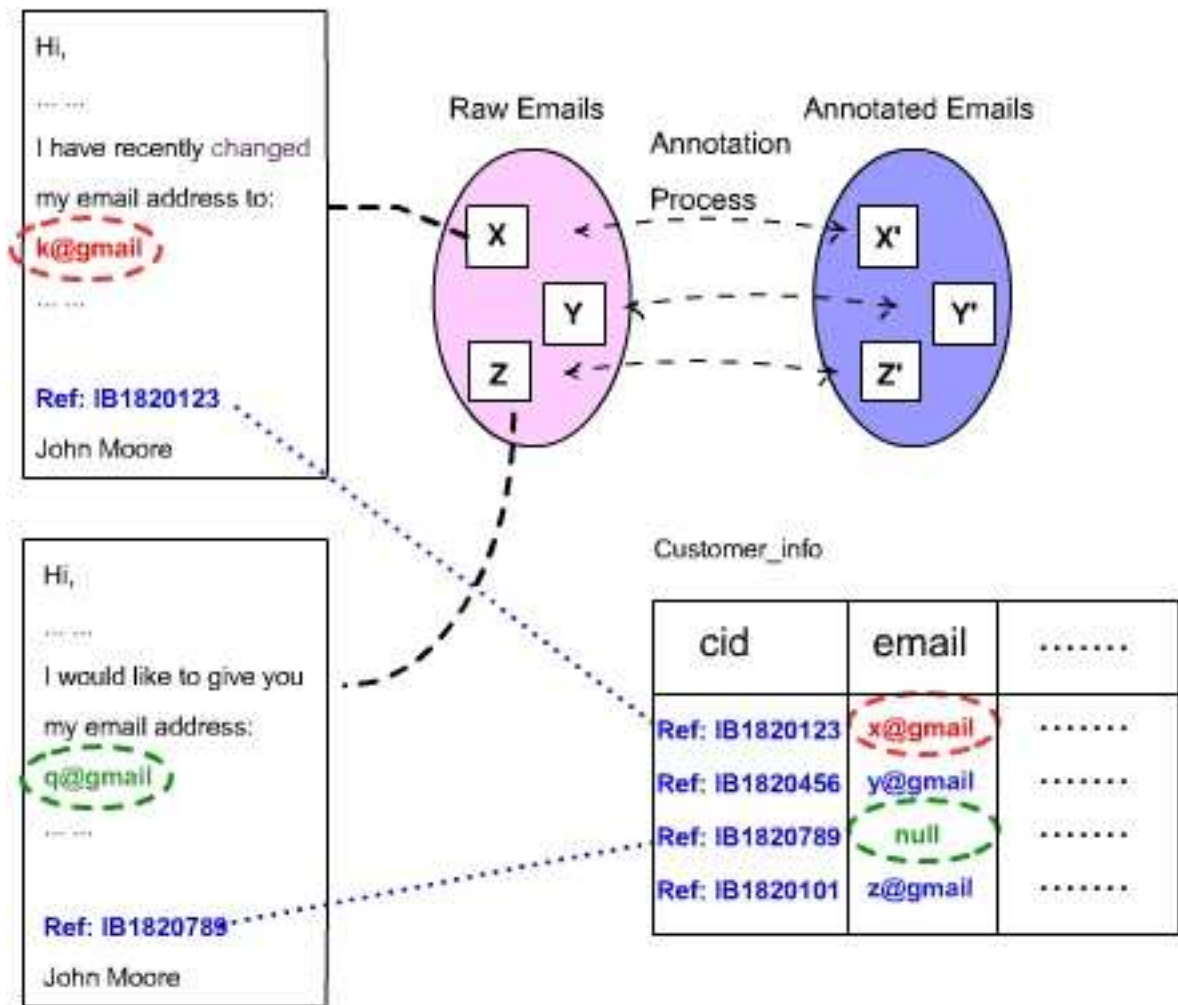 Hi,
... ...
I have recently changed
my email address to:
k@gmail
... ...
Ref: IB1820123
John Moore
Raw Emails
Annotated Emails
Annotation
Process
X
Y
Z
X'
Y'
Z'
Hi,
... ...
I would like to give you
my email address:
q@gmail
... ...
Ref: IB1820789
John Moore
Customer_info
cid email .......
Ref: IB1820123 x@gmail .......
Ref: IB1820456 y@gmail .......
Ref: IB1820789 null .......
Ref: IB1820101 z@gmail .......